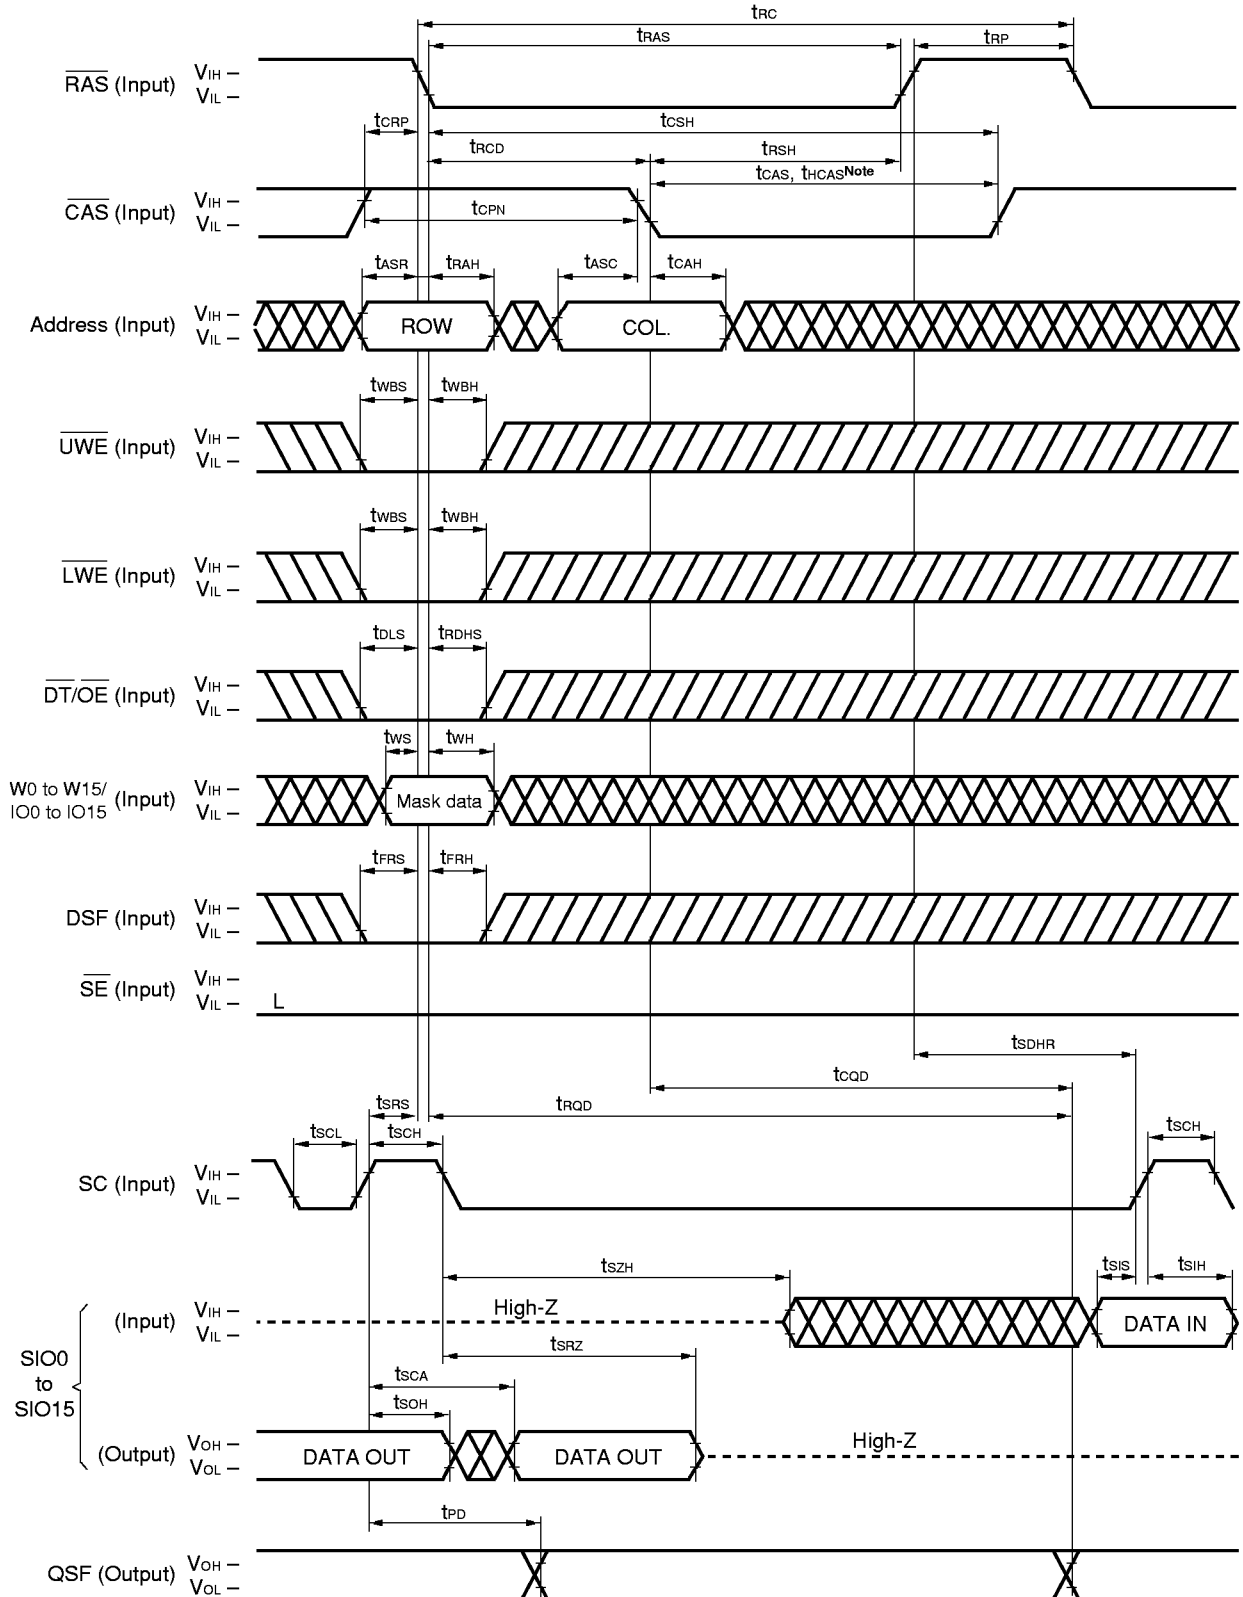 tRC
tRAS
tRP
RAS (Input)
VIH –
VIL –
tCRP
tCSH
tRCD
tRSH
tCAS, tHCAS Note
CAS (Input)
VIH –
VIL –
tCPN
tASR
tRAH
tASC
tCAH
Address (Input)
VIH –
VIL –
ROW
COL.
tWBS
tWBH
UWE (Input)
VIH –
VIL –
tWBS
tWBH
LWE (Input)
VIH –
VIL –
tDLS
tRDHS
DT/OE (Input)
VIH –
VIL –
tWS
tWH
W0 to W15/
IO0 to IO15
(Input)
VIH –
VIL –
Mask data
tFRS
tFRH
DSF (Input)
VIH –
VIL –
SE (Input)
VIH –
VIL –
L
tSDHR
tCQD
tSRS
tRQD
tSCL
tSCH
tSCH
SC (Input)
VIH –
VIL –
tSZH
tSIS
tSIH
SIO0
to
SIO15
(Input)
VIH –
VIL –
High-Z
DATA IN
tSRZ
tSCA
tSOH
(Output)
VOH –
VOL –
DATA OUT
DATA OUT
High-Z
tPD
QSF (Output)
VOH –
VOL –